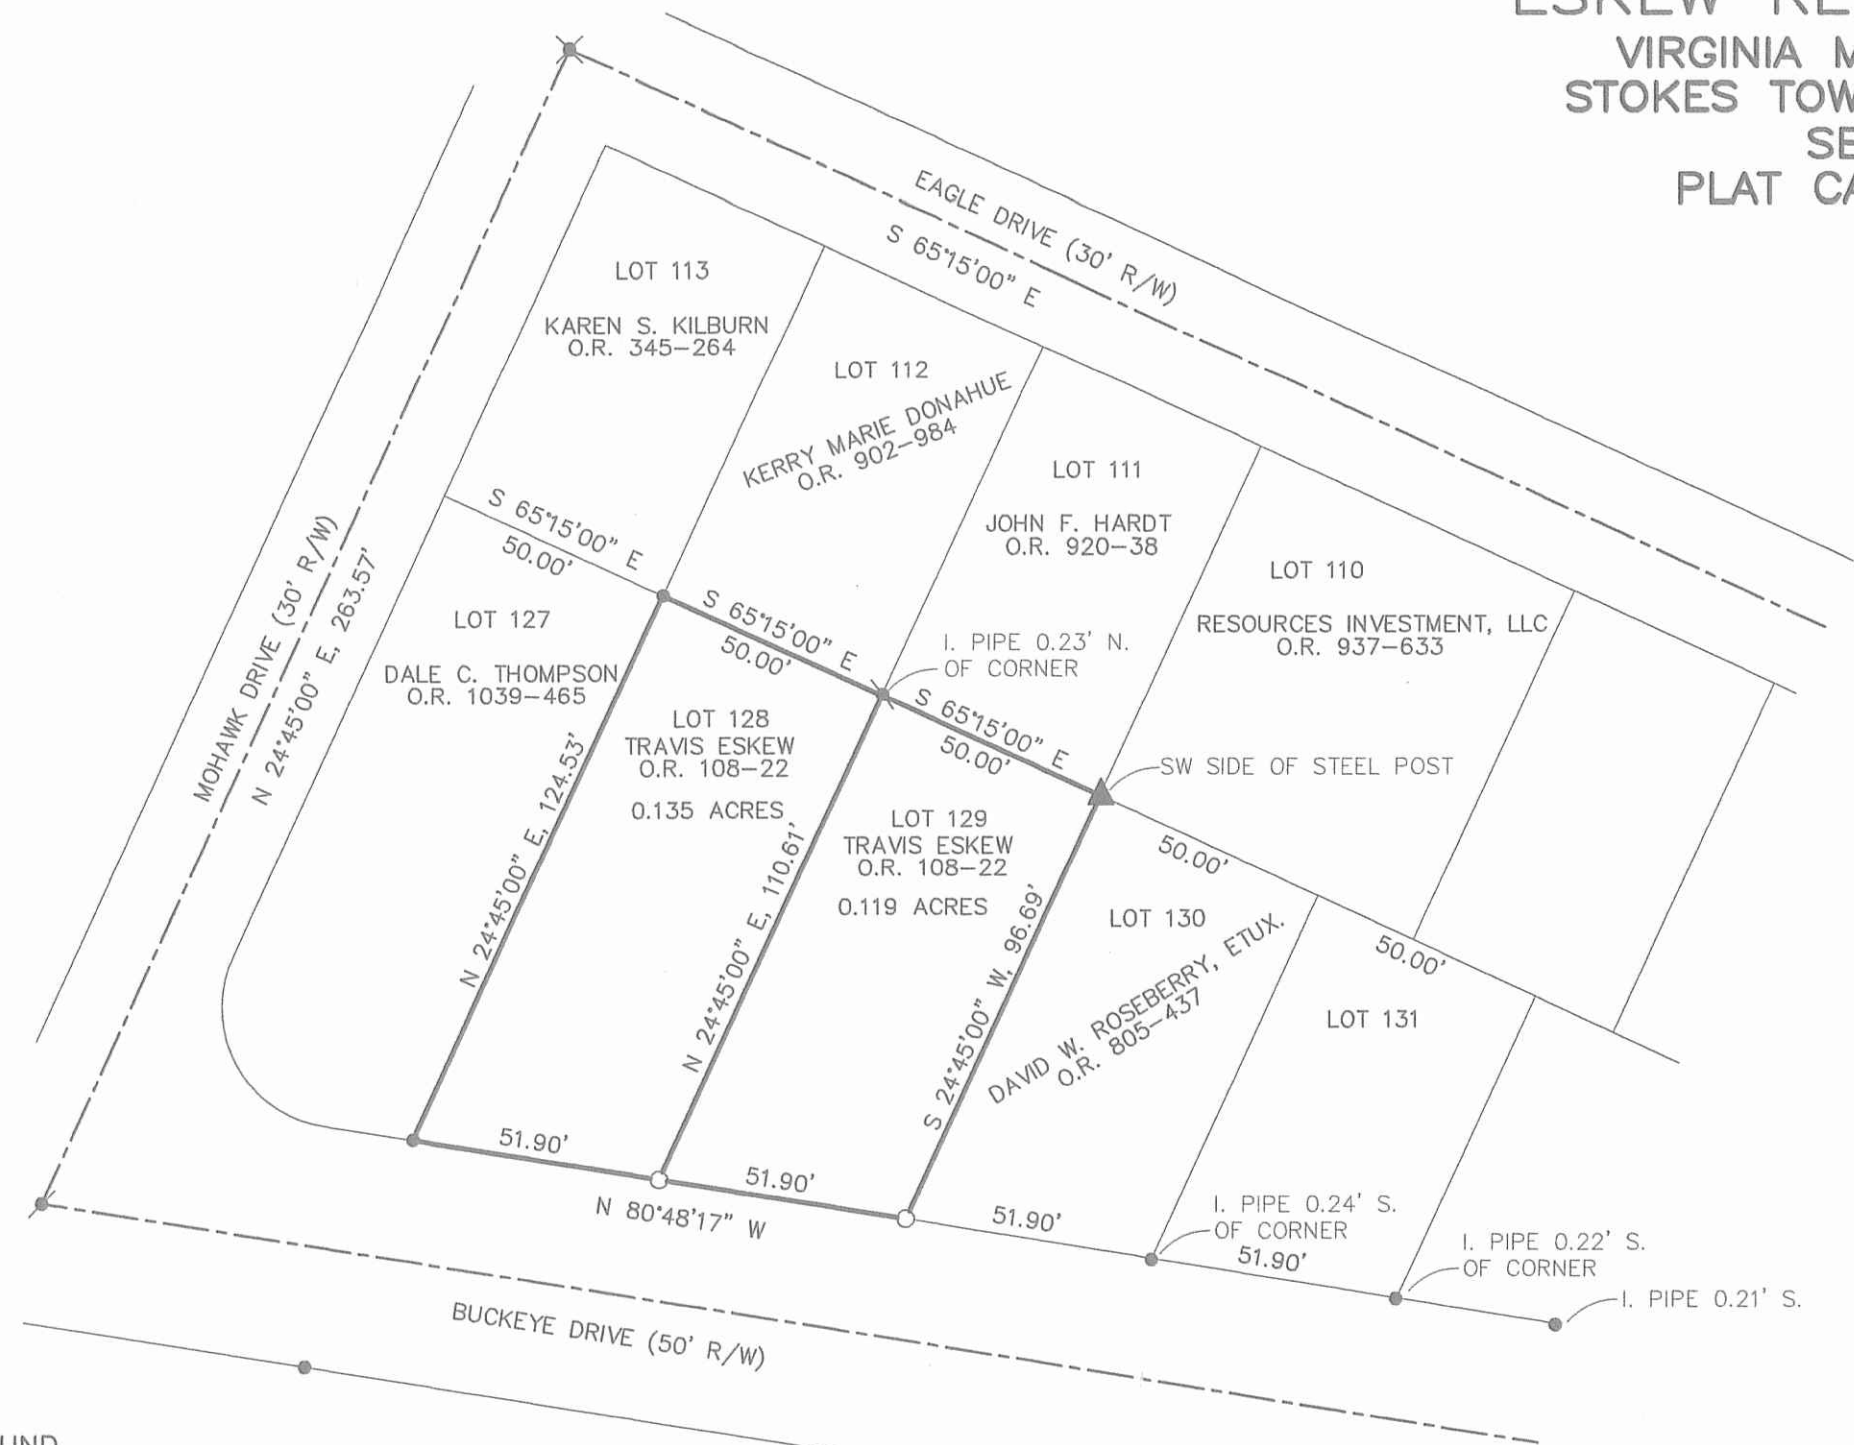 VIRGINIA
STOKES
PLAT
EAGLE DRIVE (30' R/W)
S 65°15'00" E
LOT 113
KAREN S. KILBURN
O.R. 345-264
LOT 112
KERRY MARIE DONAHUE
O.R. 902-984
LOT 111
JOHN F. HARDT
O.R. 920-38
LOT 110
RESOURCES INVESTMENT, LLC
O.R. 937-633
MOHAWK DRIVE (30' R/W)
N 24°45'00" E, 263.57'
S 65°15'00" E
50.00'
LOT 127
DALE C. THOMPSON
O.R. 1039-465
S 65°15'00" E
50.00'
I. PIPE 0.23' N.
OF CORNER
S 65°15'00" E
50.00'
SW SIDE OF STEEL POST
N 24°45'00" E, 124.53'
LOT 128
TRAVIS ESKEW
O.R. 108-22
0.135 ACRES
N 24°45'00" E, 110.61'
LOT 129
TRAVIS ESKEW
O.R. 108-22
0.119 ACRES
S 24°45'00" W, 96.69'
50.00'
LOT 130
DAVID W. ROSEBERRY, ETUX.
O.R. 805-437
50.00'
LOT 131
51.90'
51.90'
N 80°48'17" W
51.90'
I. PIPE 0.24' S.
OF CORNER
51.90'
I. PIPE 0.22' S.
OF CORNER
I. PIPE 0.21' S.
BUCKEYE DRIVE (50' R/W)